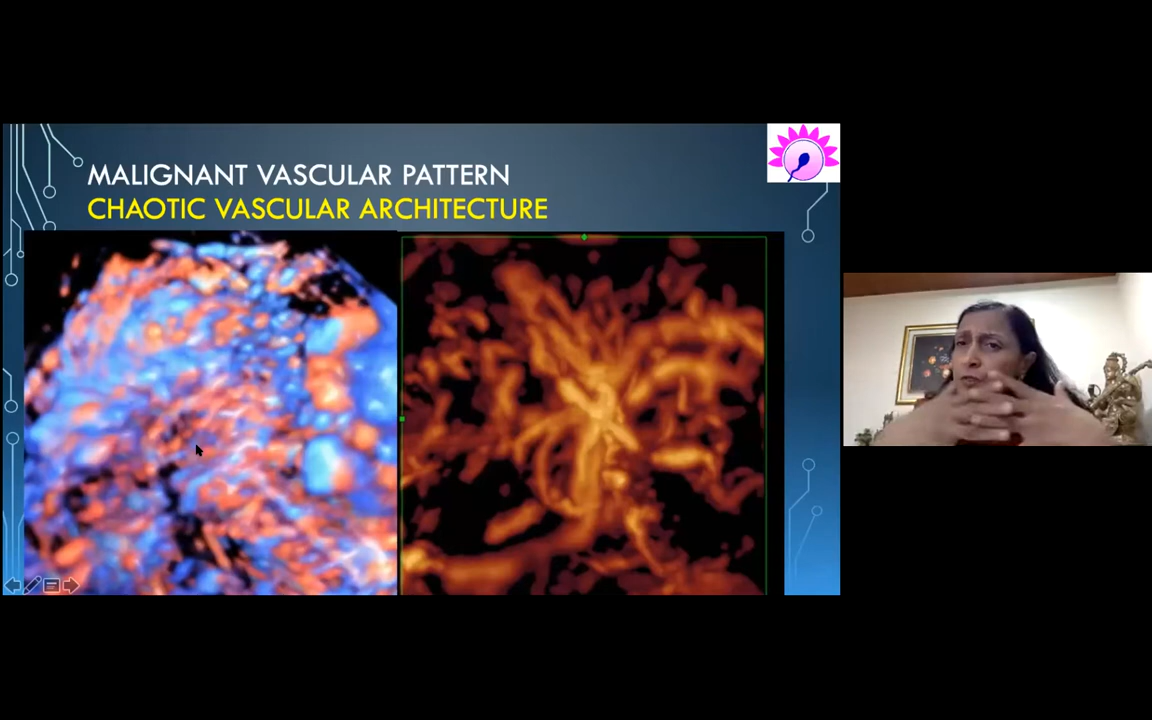 MALIGNANT VASCULAR PATTERN
CHAOTIC VASCULAR ARCHITECTURE